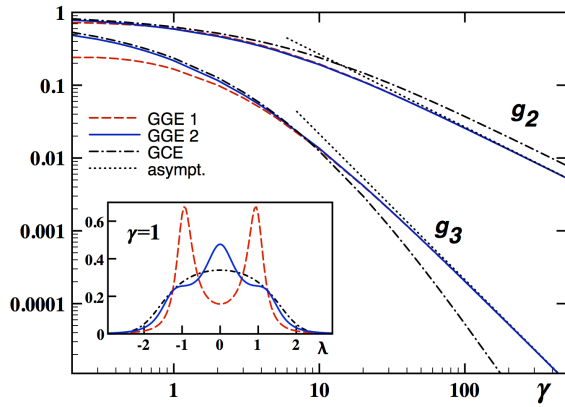 1
0.1
0.01
0.001
0.0001
GGE 1
GGE 2
GCE
asympt.
g2
g3
γ=1
0.6
0.4
0.2
0
-2 -1 0 1 2 λ
1 10 100 γ